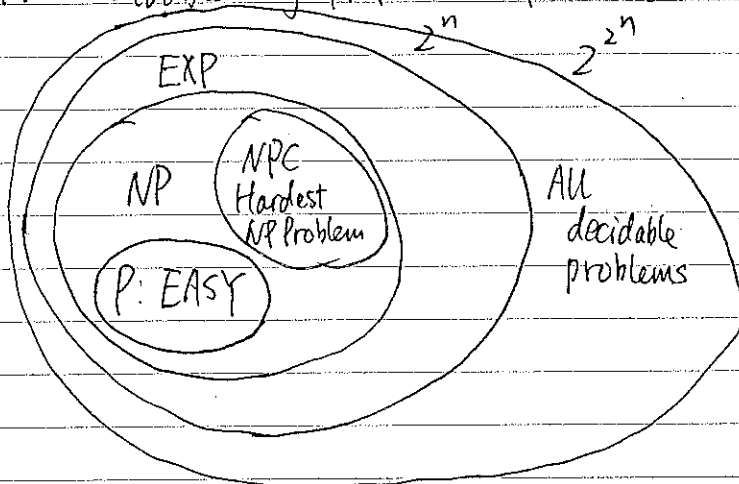 2^n
2^2^n
EXP
NP
NPC
Hardest
NP Problem
All
decidable
problems
P: EASY